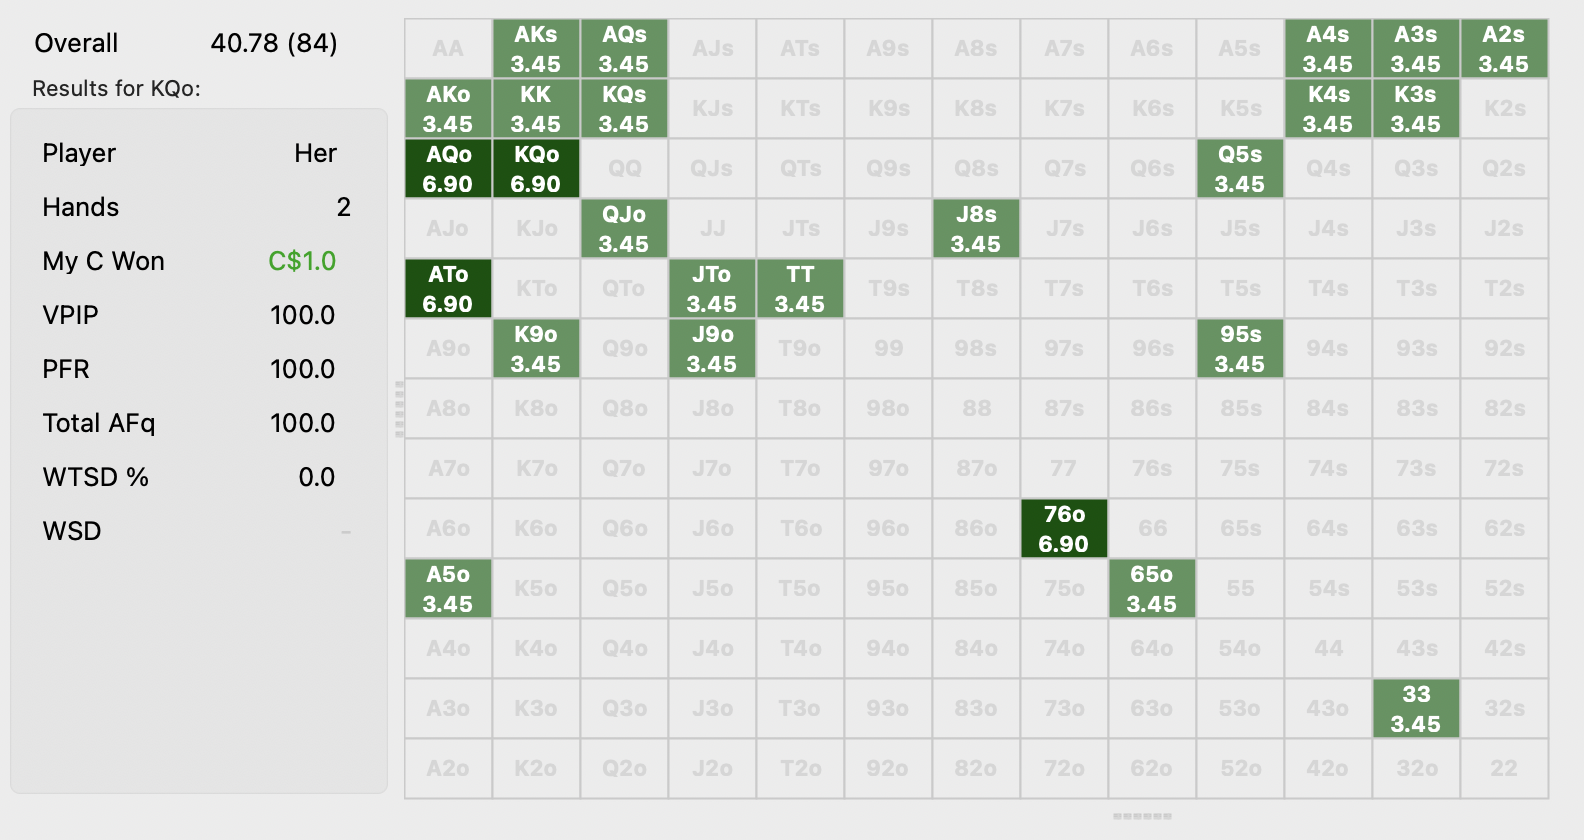 Overall 40.78 (84)
Results for KQo:
Player Her
Hands 2
My C Won C$1.0
VPIP 100.0
PFR 100.0
Total AFq 100.0
WTSD % 0.0
WSD -
AA AKs AQs AJs ATs A9s A8s A7s A6s A5s A4s A3s A2s
3.45 3.45 3.45 3.45 3.45
AKo KK KQs KJs KTs K9s K8s K7s K6s K5s K4s K3s K2s
3.45 3.45 3.45 3.45 3.45
AQo KQo QQ QJs QTs Q9s Q8s Q7s Q6s Q5s Q4s Q3s Q2s
6.90 6.90 3.45
AJo KJo QJo JJ JTs J9s J8s J7s J6s J5s J4s J3s J2s
3.45 3.45
ATo KTo QTo JTo TT T9s T8s T7s T6s T5s T4s T3s T2s
6.90 3.45 3.45
A9o K9o Q9o J9o T9o 99 98s 97s 96s 95s 94s 93s 92s
3.45 3.45 3.45
A8o K8o Q8o J8o T8o 98o 88 87s 86s 85s 84s 83s 82s
A7o K7o Q7o J7o T7o 97o 87o 77 76s 75s 74s 73s 72s
A6o K6o Q6o J6o T6o 96o 86o 76o 66 65s 64s 63s 62s
6.90
A5o K5o Q5o J5o T5o 95o 85o 75o 65o 55 54s 53s 52s
3.45 3.45
A4o K4o Q4o J4o T4o 94o 84o 74o 64o 54o 44 43s 42s
A3o K3o Q3o J3o T3o 93o 83o 73o 63o 53o 43o 33 32s
3.45
A2o K2o Q2o J2o T2o 92o 82o 72o 62o 52o 42o 32o 22